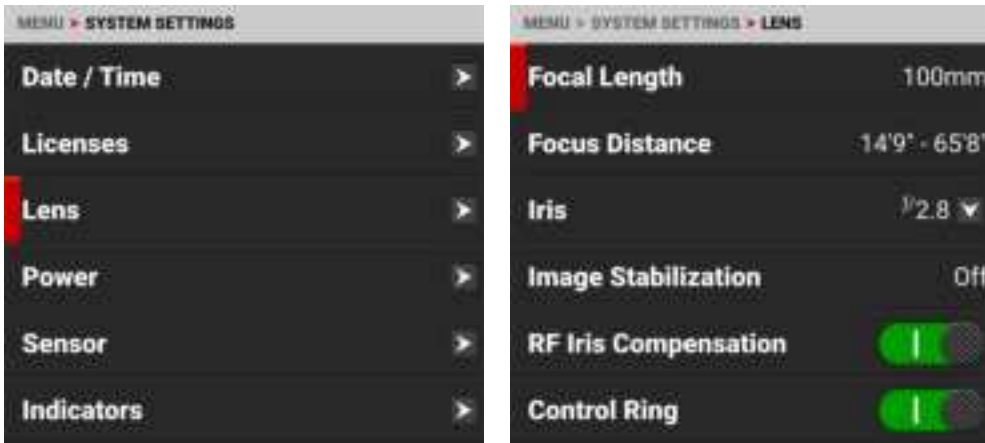 MENU ▸ SYSTEM SETTINGS
Date / Time
Licenses
Lens
Power
Sensor
Indicators
MENU ▸ SYSTEM SETTINGS ▸ LENS
Focal Length 100mm
Focus Distance 14'9" - 65'8"
Iris f/2.8
Image Stabilization Off
RF Iris Compensation
Control Ring